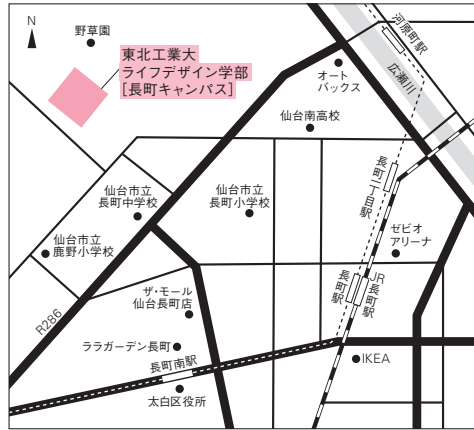 N
野草園
東北工業大
ライフデザイン学部
[長町キャンパス]
河原町駅
広瀬川
オート
バックス
仙台南高校
長町一丁目駅
仙台市立
長町中学校
仙台市立
長町小学校
仙台市立
鹿野小学校
ゼビオ
アリーナ
ザ・モール
仙台長町店
長町駅
JR
長町駅
R286
ララガーデン長町
長町南駅
太白区役所
IKEA